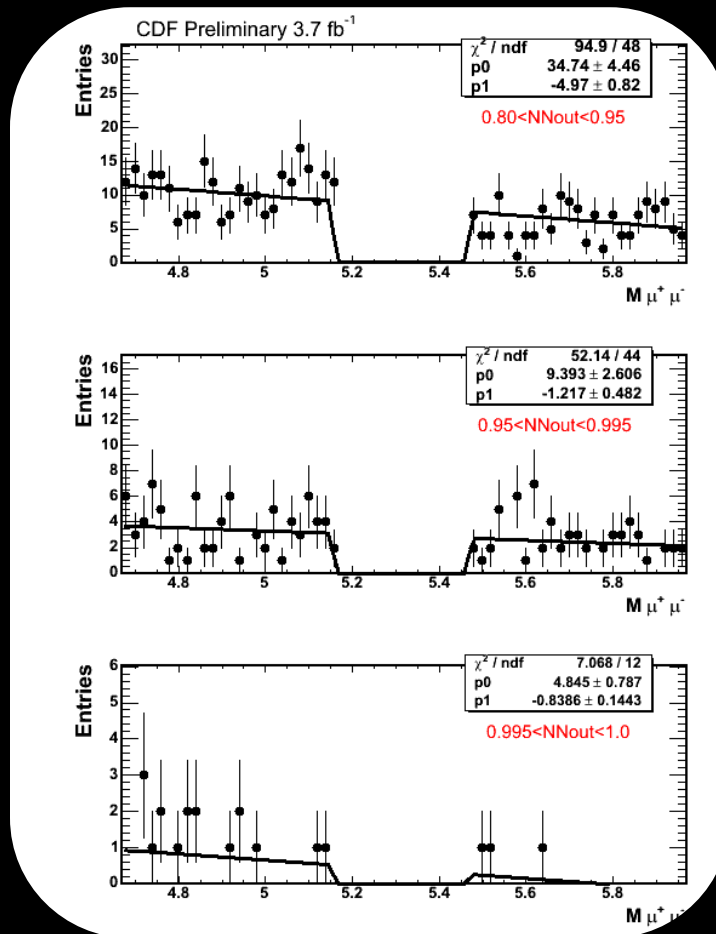 CDF Preliminary 3.7 fb⁻¹
Entries
χ² / ndf 94.9 / 48
p0 34.74 ± 4.46
p1 -4.97 ± 0.82
0.80<NNout<0.95
30
25
20
15
10
5
0
4.8 5 5.2 5.4 5.6 5.8
M μ⁺ μ⁻
Entries
χ² / ndf 52.14 / 44
p0 9.393 ± 2.606
p1 -1.217 ± 0.482
0.95<NNout<0.995
16
14
12
10
8
6
4
2
0
4.8 5 5.2 5.4 5.6 5.8
M μ⁺ μ⁻
Entries
χ² / ndf 7.068 / 12
p0 4.845 ± 0.787
p1 -0.8386 ± 0.1443
0.995<NNout<1.0
6
5
4
3
2
1
0
4.8 5 5.2 5.4 5.6 5.8
M μ⁺ μ